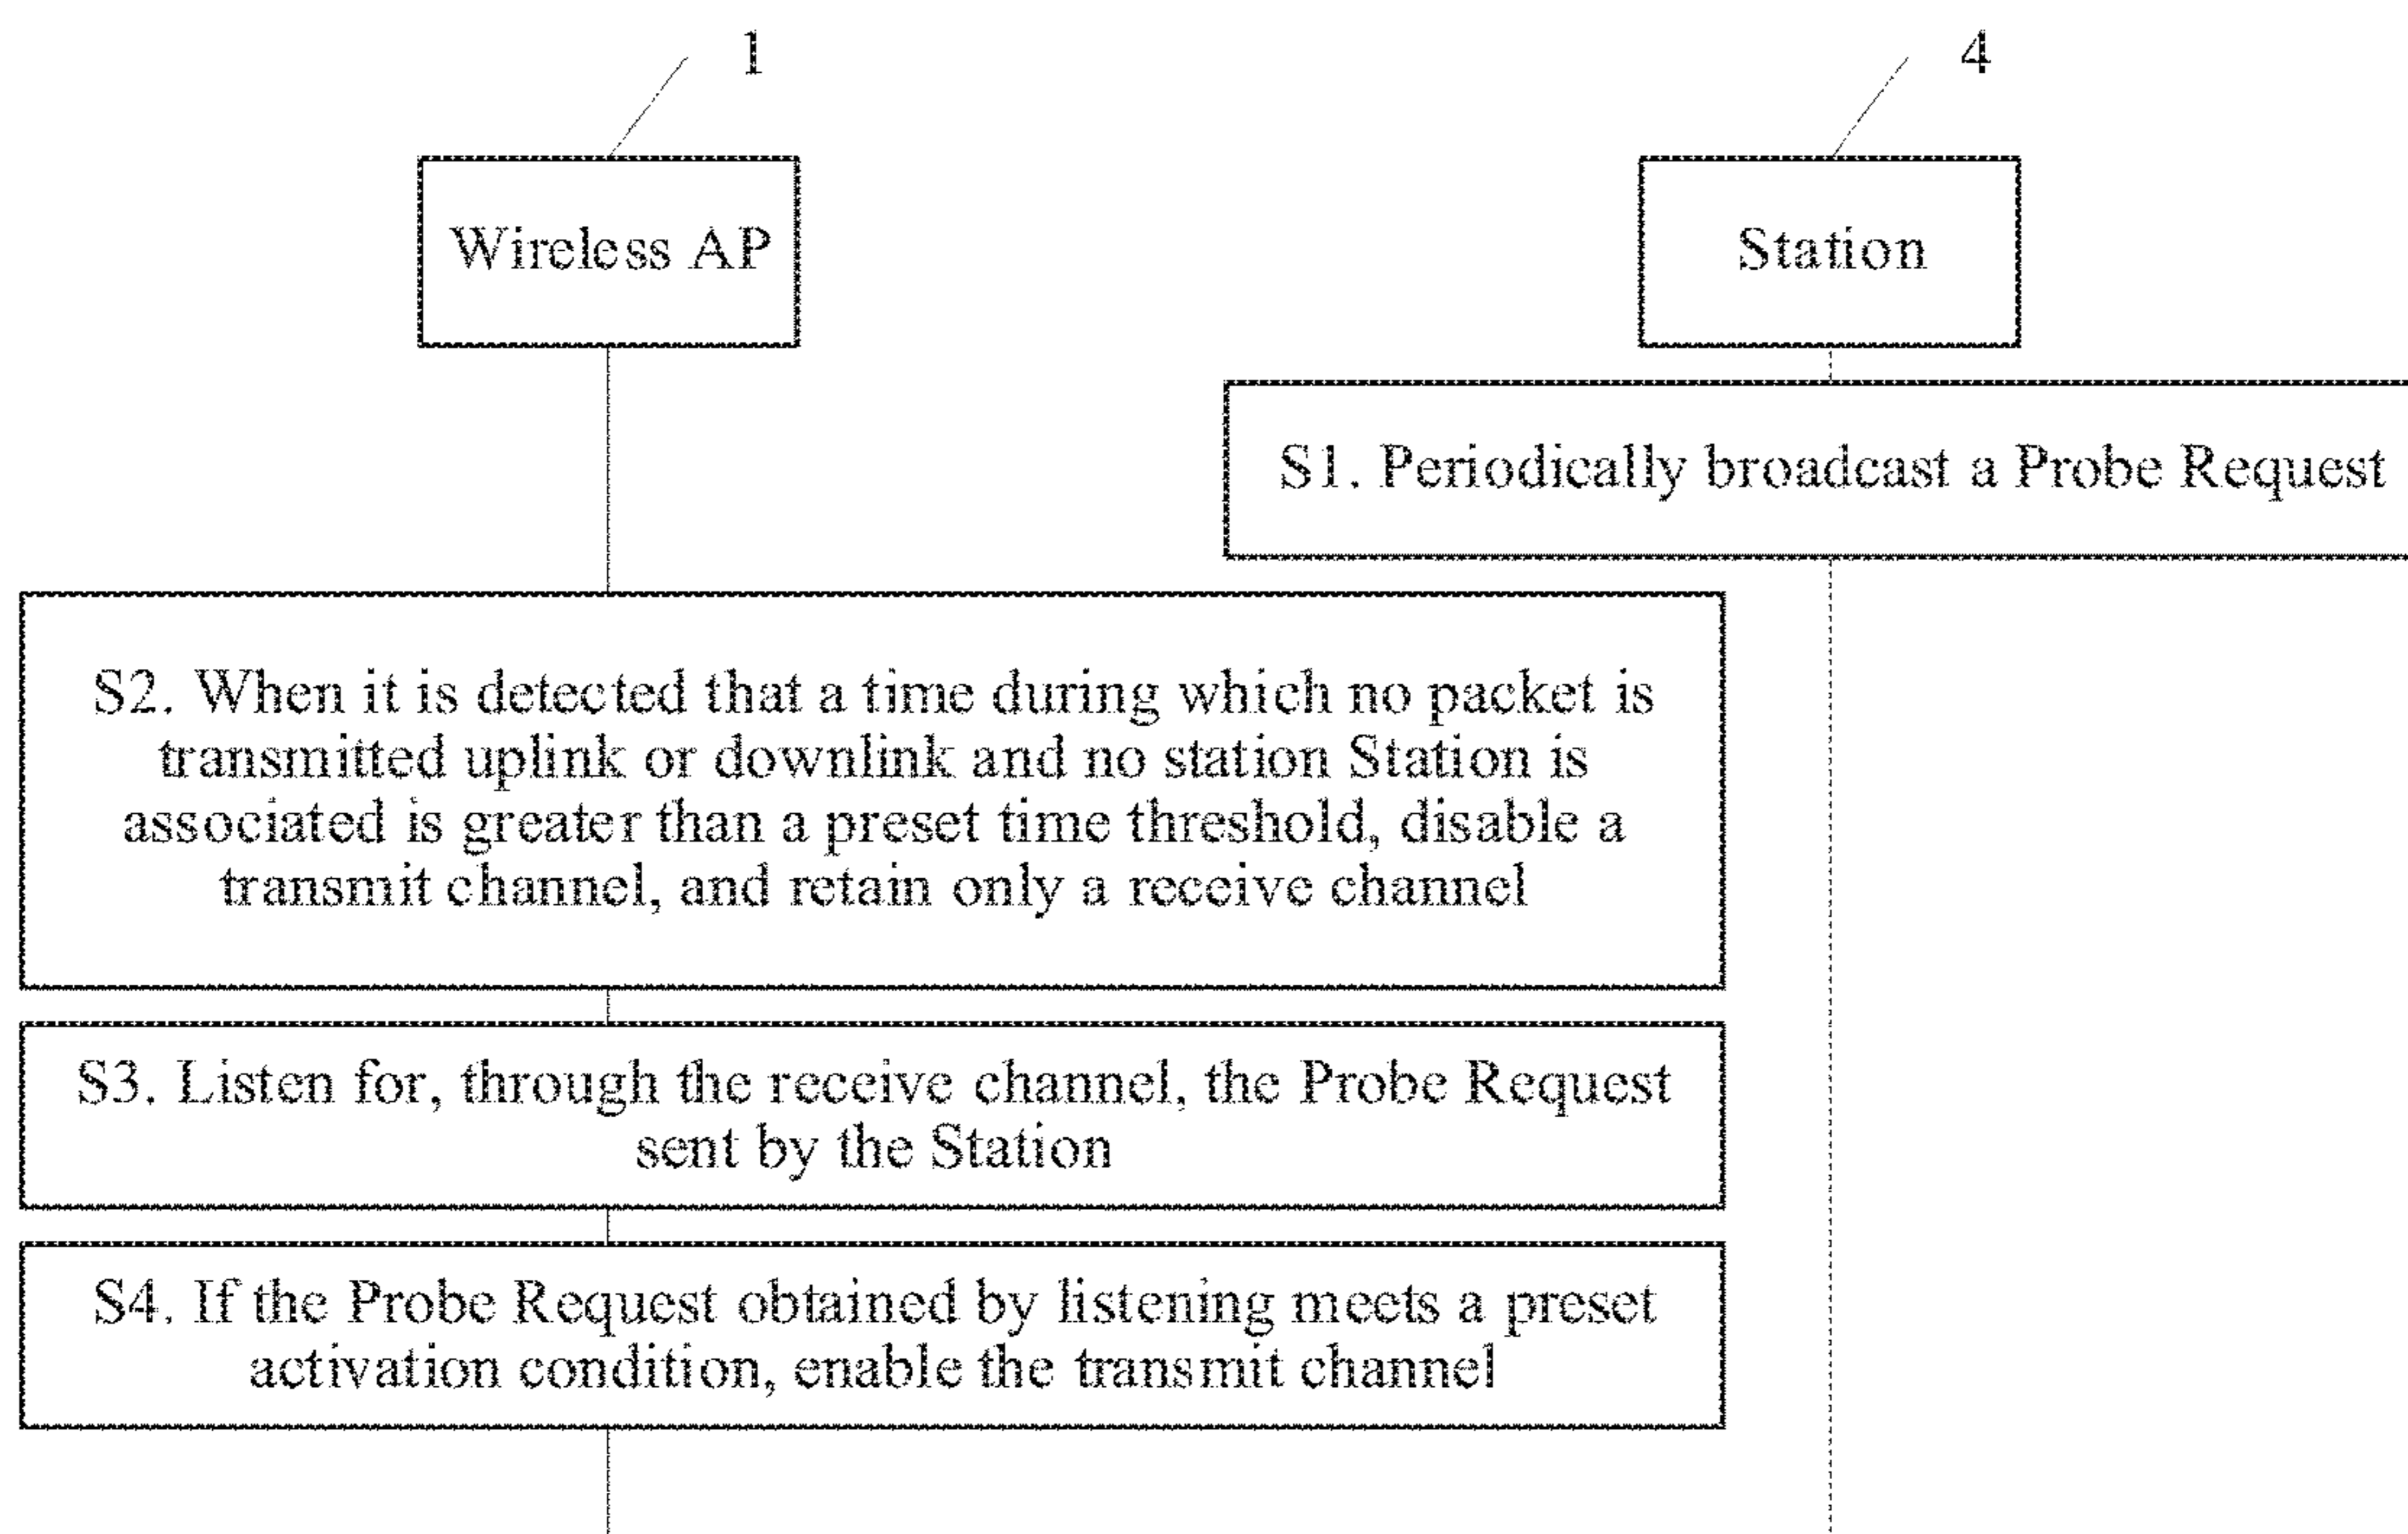 1
4
Wireless AP
Station
S1. Periodically broadcast a Probe Request
S2. When it is detected that a time during which no packet is
transmitted uplink or downlink and no station Station is
associated is greater than a preset time threshold, disable a
transmit channel, and retain only a receive channel
S3. Listen for, through the receive channel, the Probe Request
sent by the Station
S4. If the Probe Request obtained by listening meets a preset
activation condition, enable the transmit channel